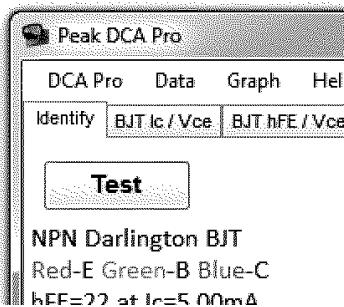 Peak DCA Pro
DCA Pro Data Graph Hel
Identify BJT Ic / Vce BJT hFE / Vce
Test
NPN Darlington BJT
Red-E Green-B Blue-C
hFE=22 at Ic=5.00mA